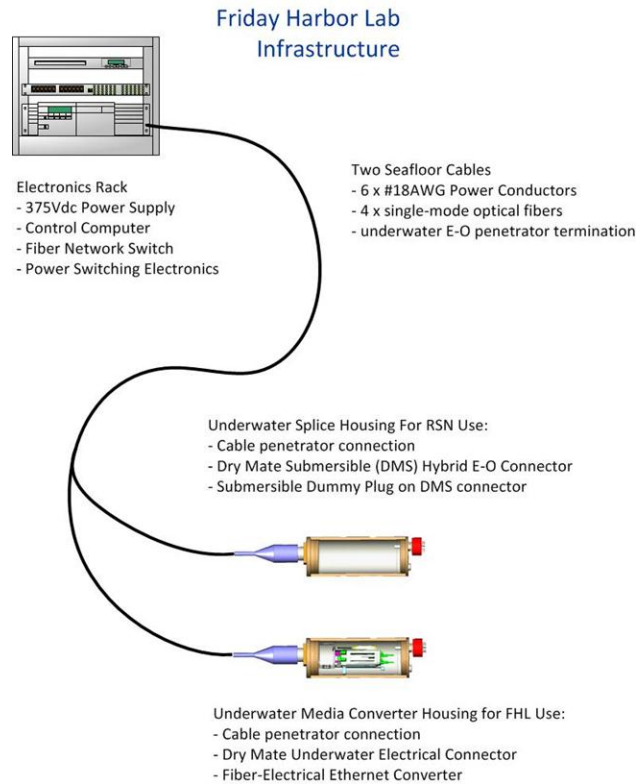 Friday Harbor Lab
Infrastructure
Electronics Rack
- 375Vdc Power Supply
- Control Computer
- Fiber Network Switch
- Power Switching Electronics
Two Seafloor Cables
- 6 x #18AWG Power Conductors
- 4 x single-mode optical fibers
- underwater E-O penetrator termination
Underwater Splice Housing For RSN Use:
- Cable penetrator connection
- Dry Mate Submersible (DMS) Hybrid E-O Connector
- Submersible Dummy Plug on DMS connector
Underwater Media Converter Housing for FHL Use:
- Cable penetrator connection
- Dry Mate Underwater Electrical Connector
- Fiber-Electrical Ethernet Converter